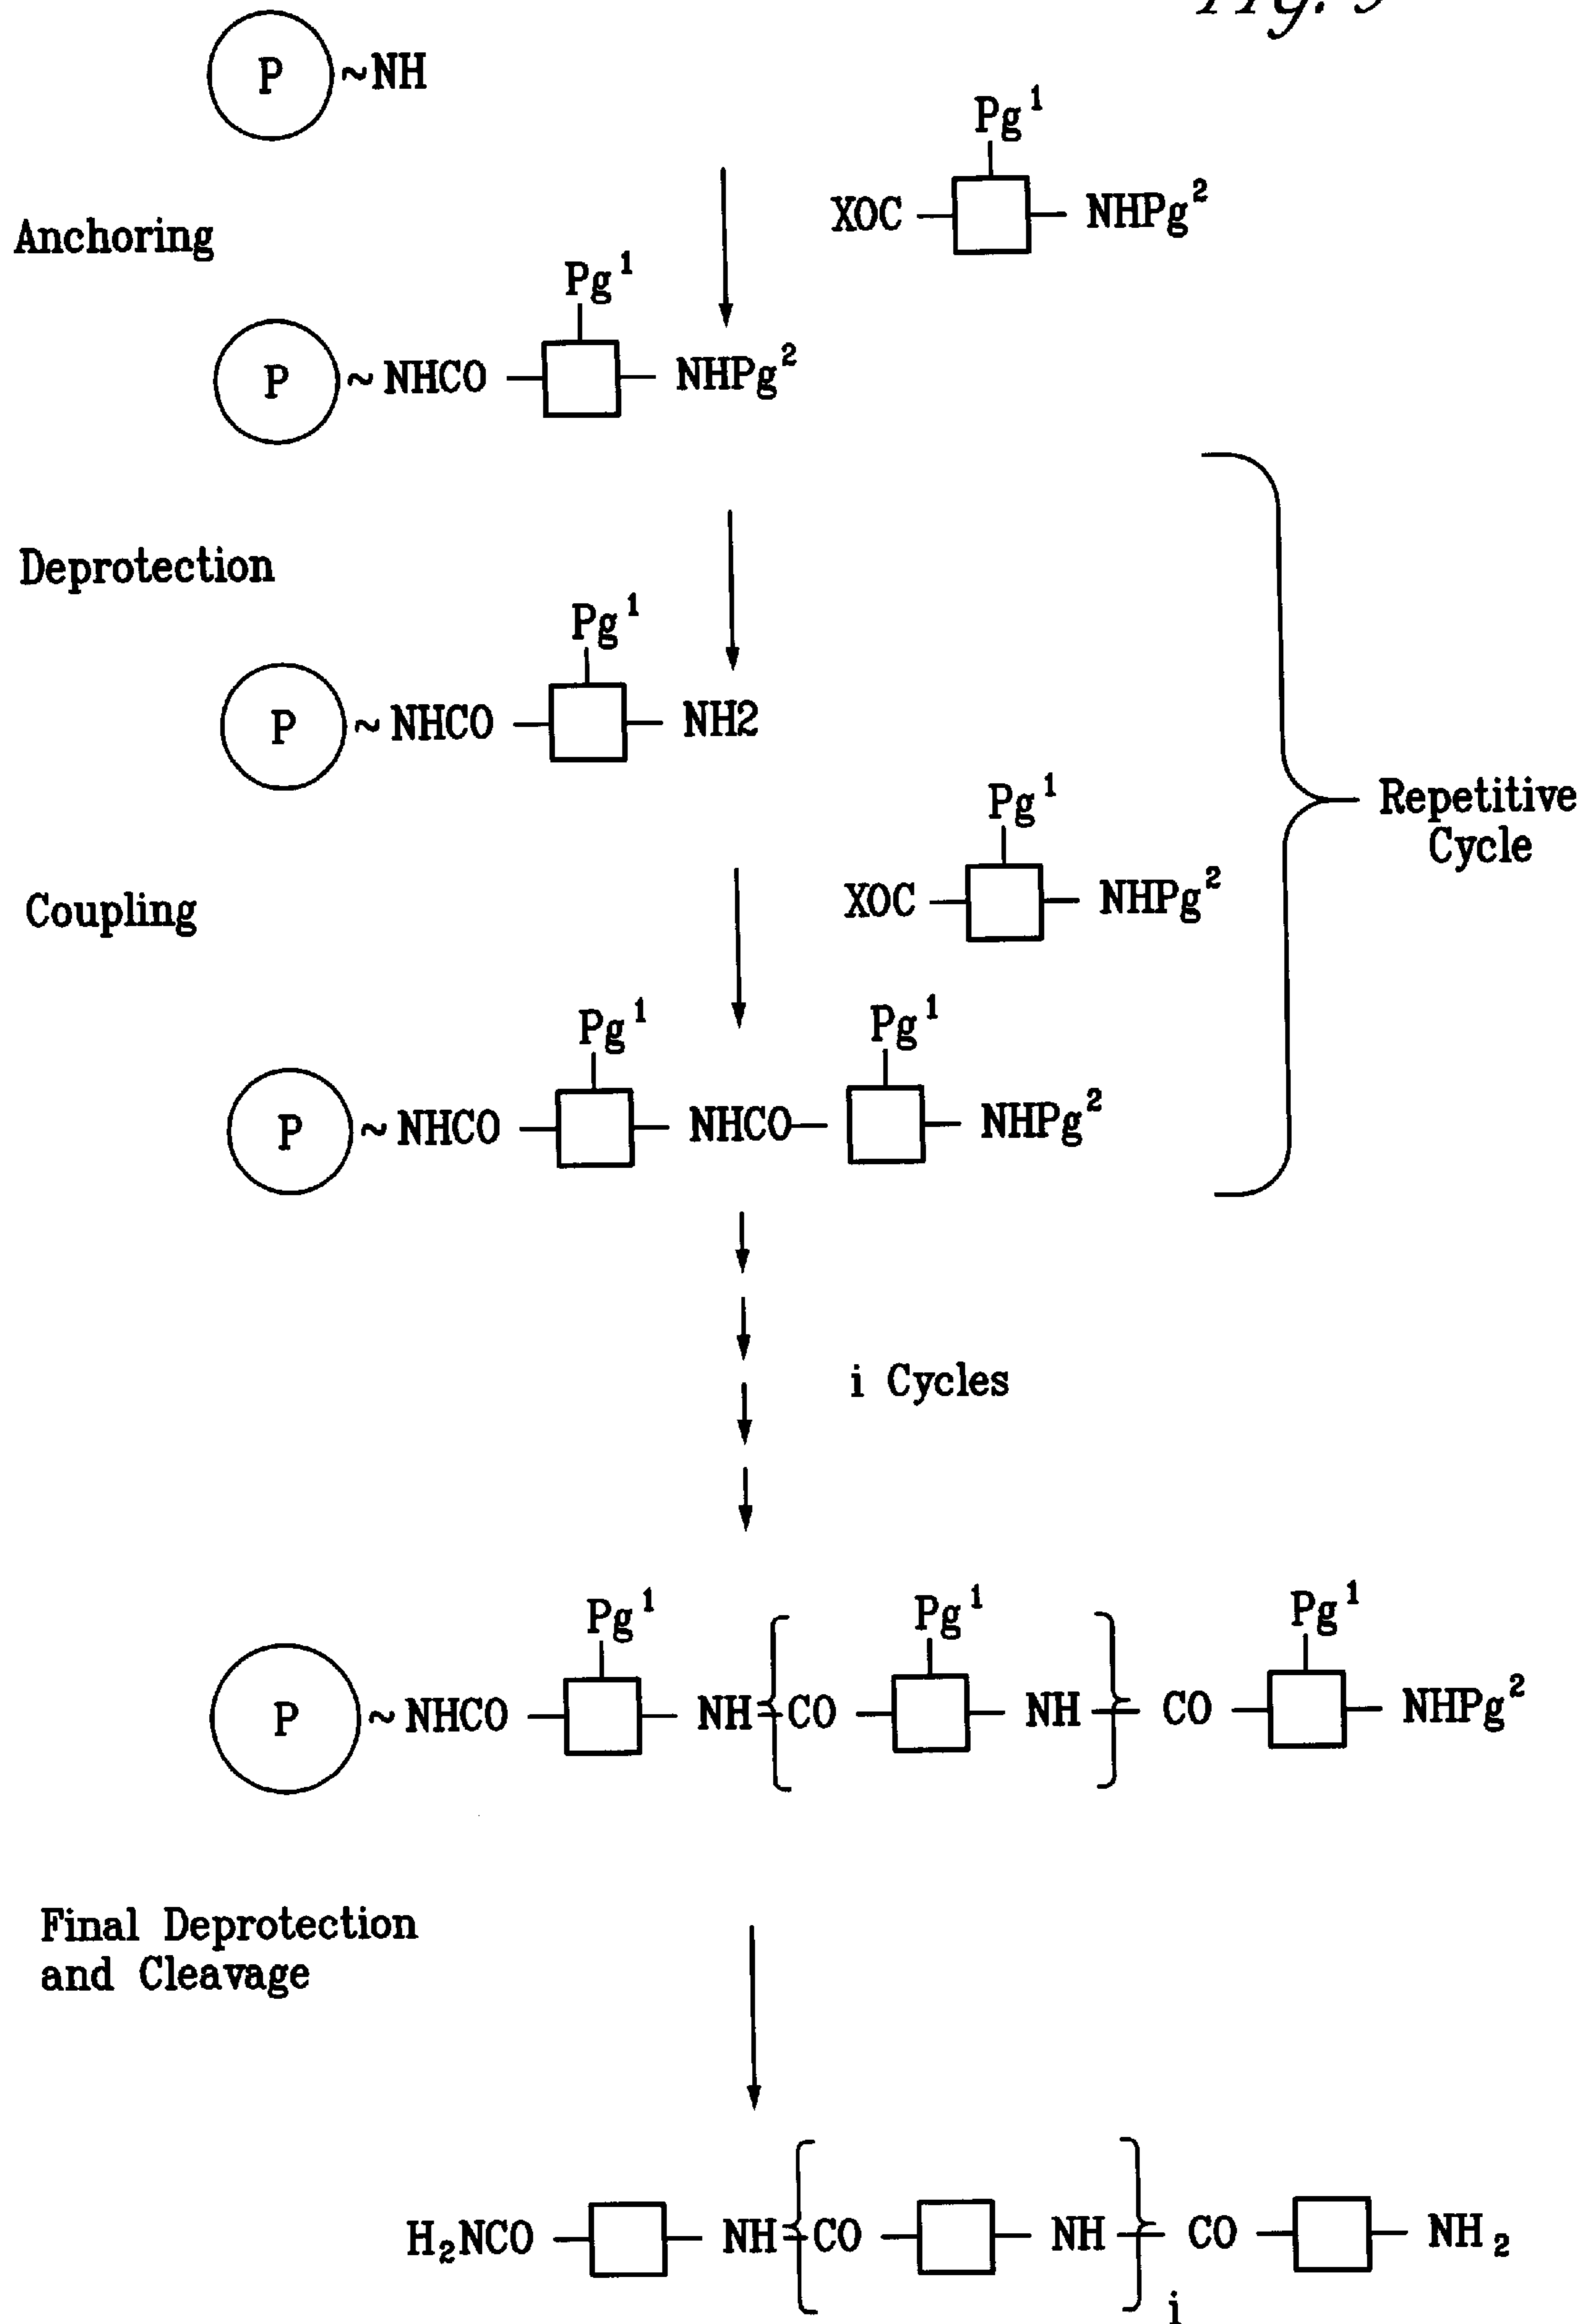 P ~NH
Pg¹
XOC NHPg²
Anchoring
Pg¹
P ~ NHCO NHPg²
Deprotection
Pg¹
P ~ NHCO NH2
Repetitive
Cycle
Pg¹
XOC NHPg²
Coupling
Pg¹ Pg¹
P ~ NHCO NHCO NHPg²
i Cycles
Pg¹ Pg¹ Pg¹
P ~ NHCO NH CO NH CO NHPg²
Final Deprotection
and Cleavage
H₂NCO NH CO NH CO NH₂
i